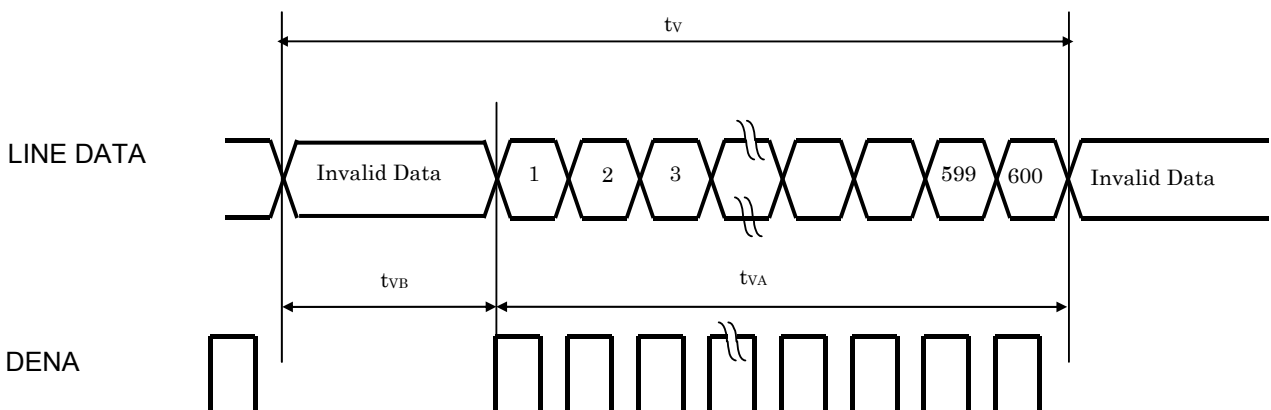 tV
LINE DATA
Invalid Data 1 2 3 599 600 Invalid Data
tVB tVA
DENA